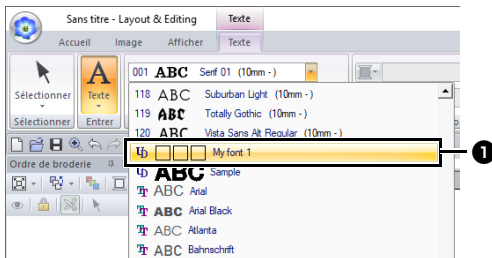 Sans titre - Layout & Editing Texte
Accueil Image Afficher Texte
Sélectionner
Texte
001 ABC Serif 01 (10mm - )
118 ABC Suburban Light (10mm - )
119 ABC Totally Gothic (10mm - )
Sélectionner Entrer
120 ABC Vista Sans Alt Regular (10mm - )
My font 1
1
Ordre de broderie
ABC Sample
ABC Arial
ABC Arial Black
ABC Atlanta
ABC Bahnschrift